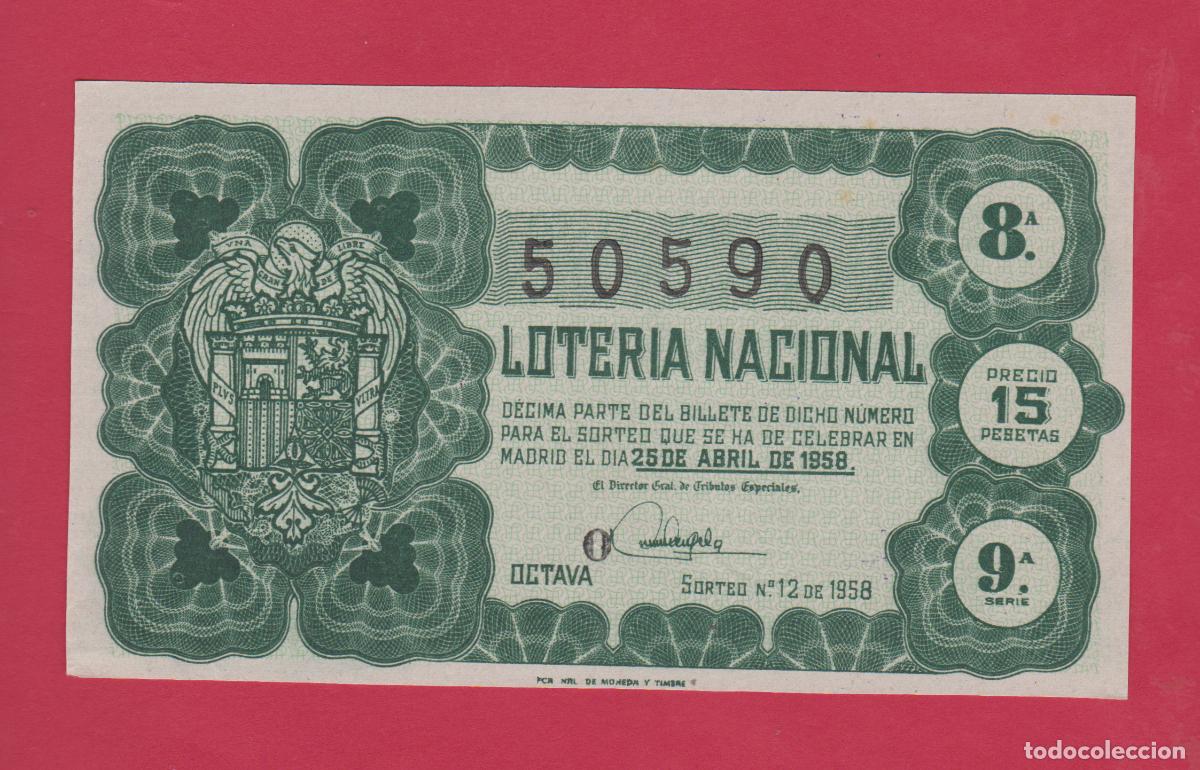 UNA LIBRE
GRANDE
PLVS VLTRA
50590
8.A
LOTERIA NACIONAL
PRECIO
15
PESETAS
DÉCIMA PARTE DEL BILLETE DE DICHO NÚMERO
PARA EL SORTEO QUE SE HA DE CELEBRAR EN
MADRID EL DIA 25 DE ABRIL DE 1958.
El Director Gral. de Tributos Especiales,
O
OCTAVA
SORTEO N.º 12 DE 1958
9.A
SERIE
FCA NAL DE MONEDA Y TIMBRE
todocoleccion